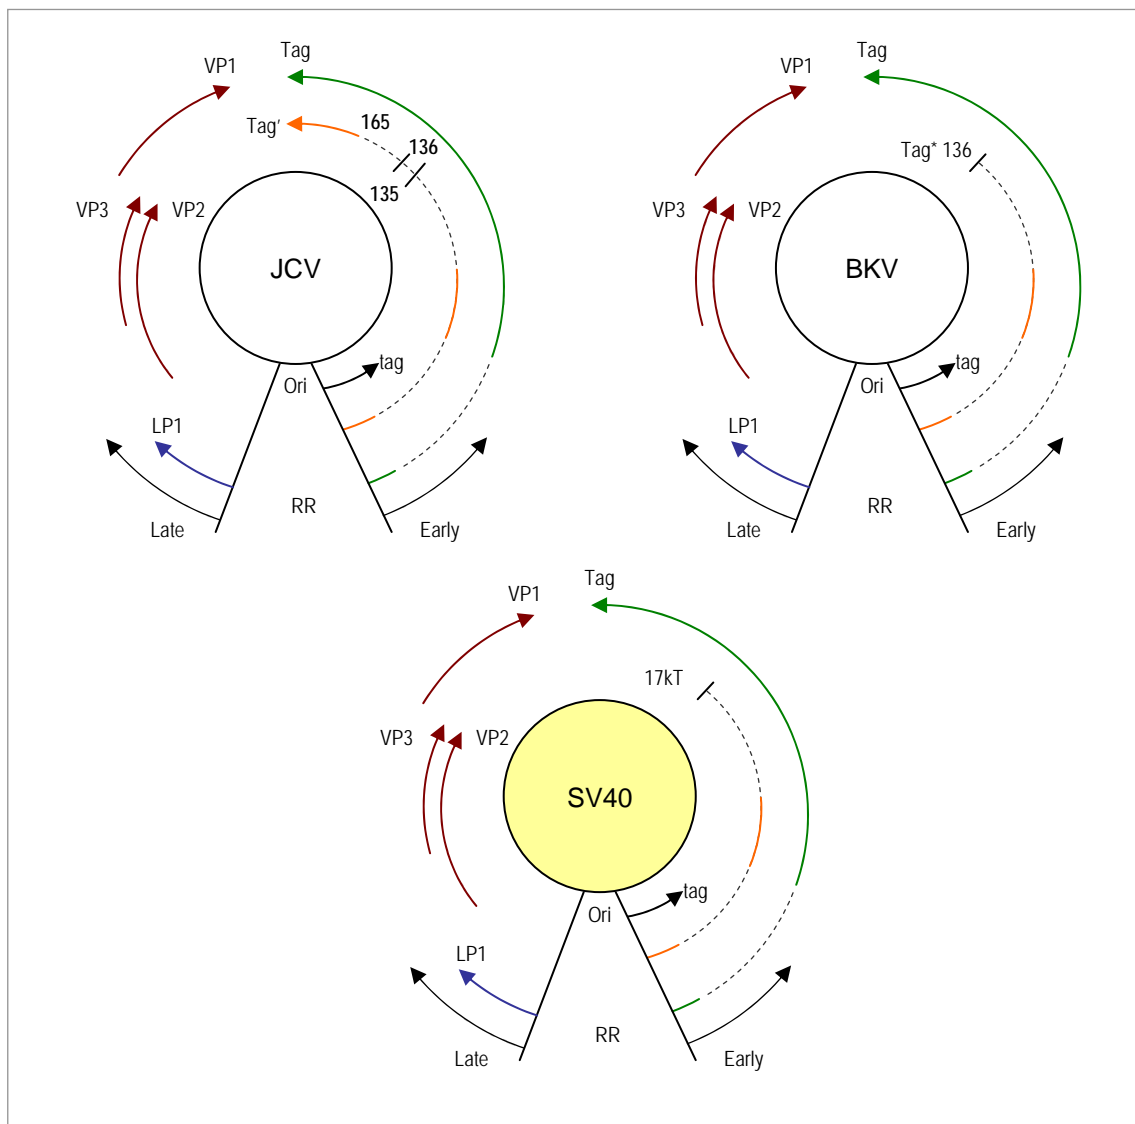 Tag
VP1
Tag'
165
136
135
VP3
VP2
JCV
tag
Ori
LP1
RR
Late
Early
Tag
VP1
Tag* 136
VP3
VP2
BKV
tag
Ori
LP1
RR
Late
Early
Tag
VP1
17kT
VP3
VP2
SV40
tag
Ori
LP1
RR
Late
Early